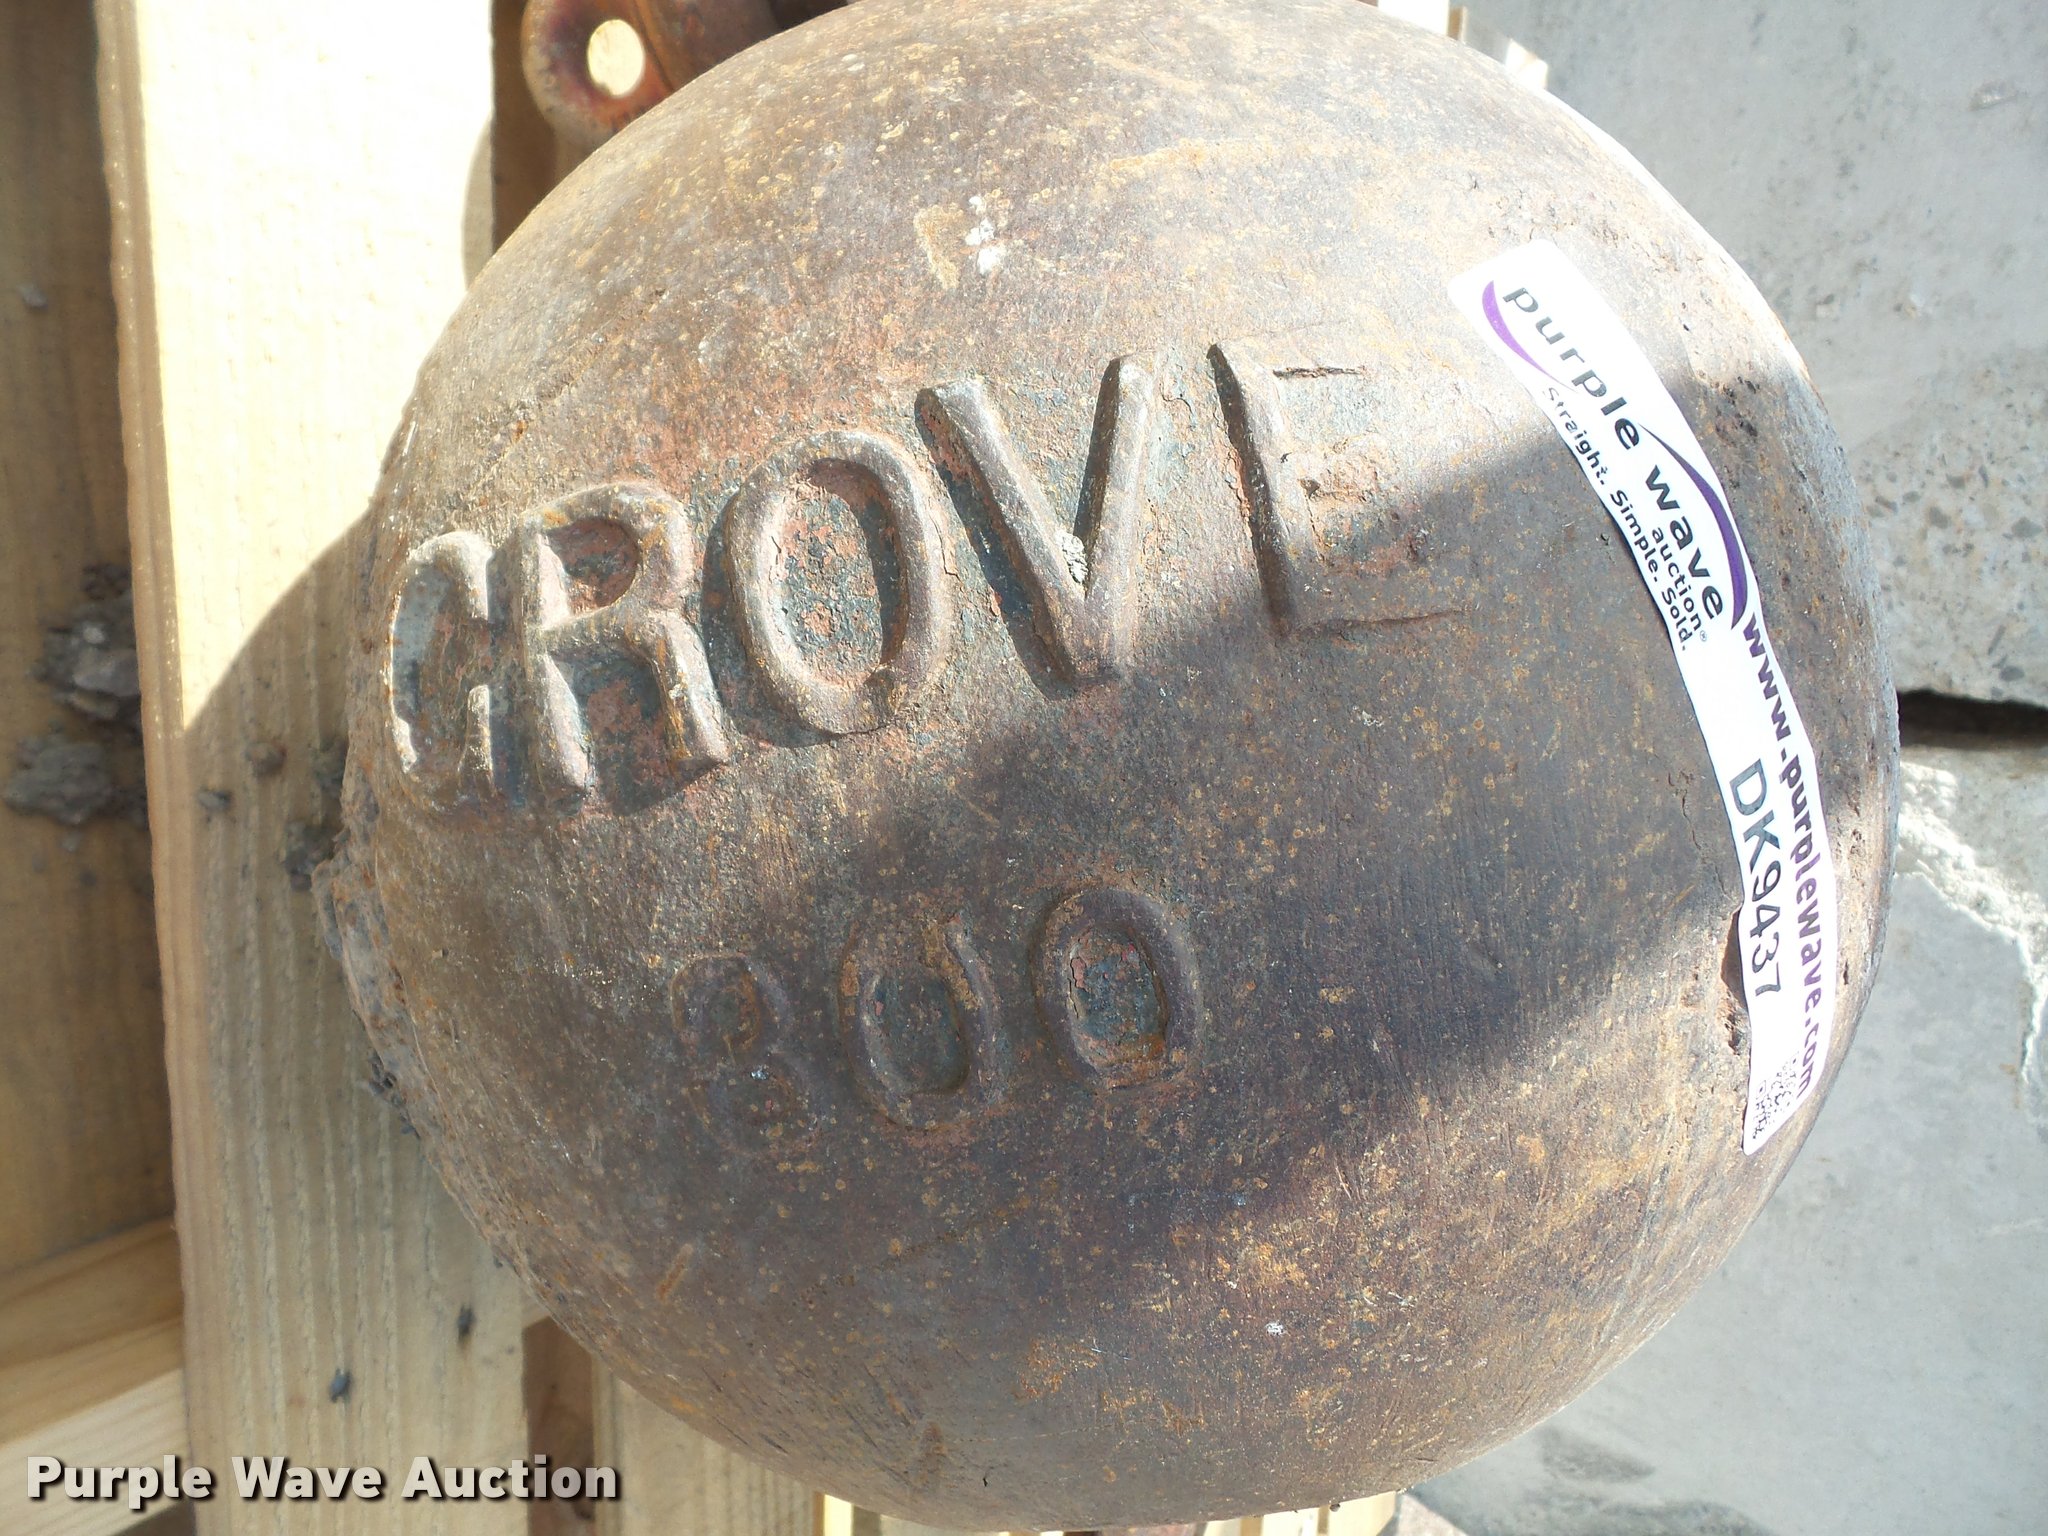 GROVE
300
purple wave
auction®
Straight. Simple. Sold.
www.purplewave.com
DK9437
Purple Wave Auction